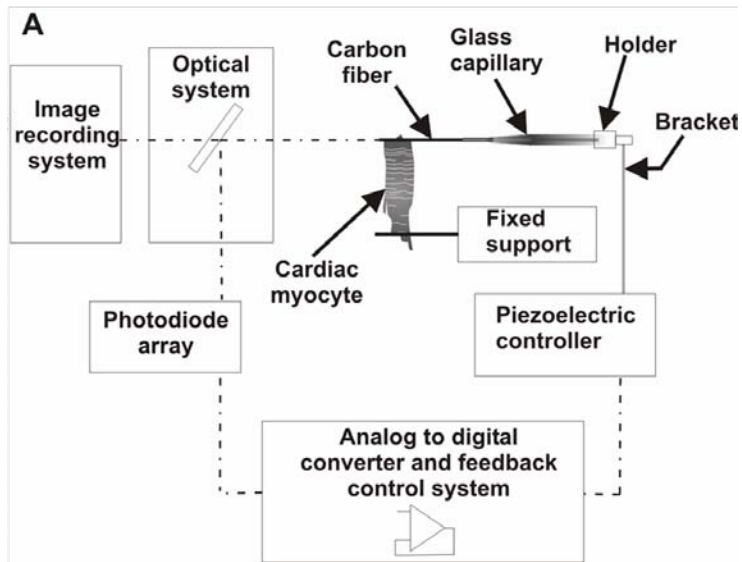 A
Image
recording
system
Optical
system
Carbon
fiber
Glass
capillary
Holder
Bracket
Cardiac
myocyte
Fixed
support
Photodiode
array
Piezoelectric
controller
Analog to digital
converter and feedback
control system